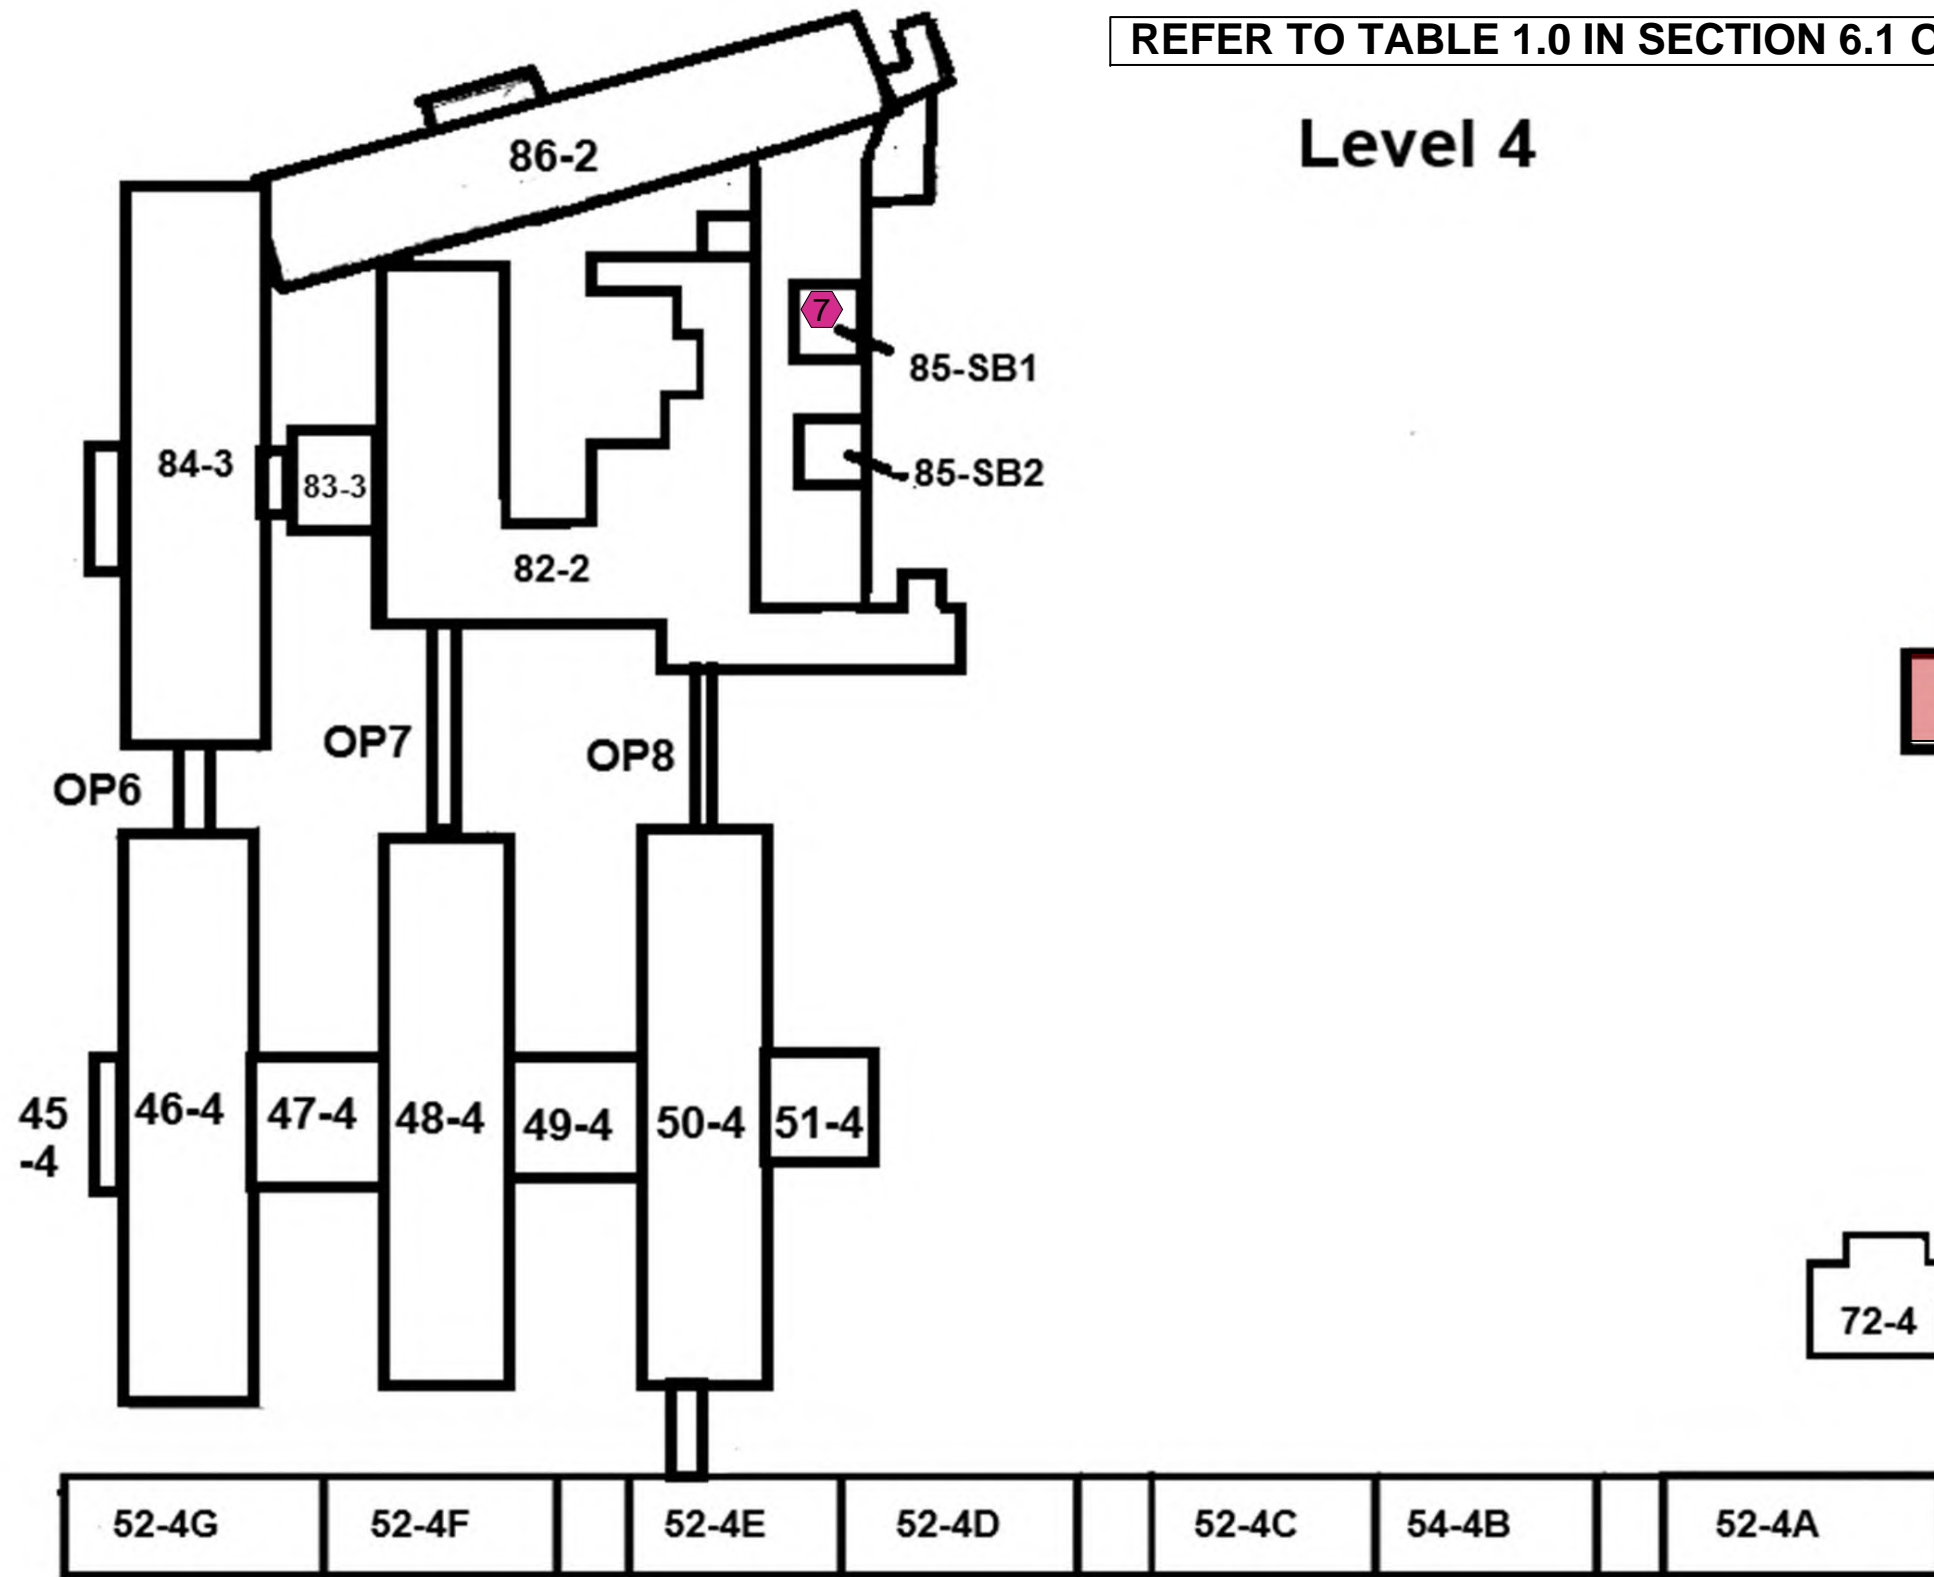 REFER TO TABLE 1.0 IN SECTION 6.1
Level 4
86-2
7
85-SB1
84-3
83-3
85-SB2
82-2
OP7
OP8
OP6
45
-4
46-4
47-4
48-4
49-4
50-4
51-4
72-4
52-4G
52-4F
52-4E
52-4D
52-4C
54-4B
52-4A